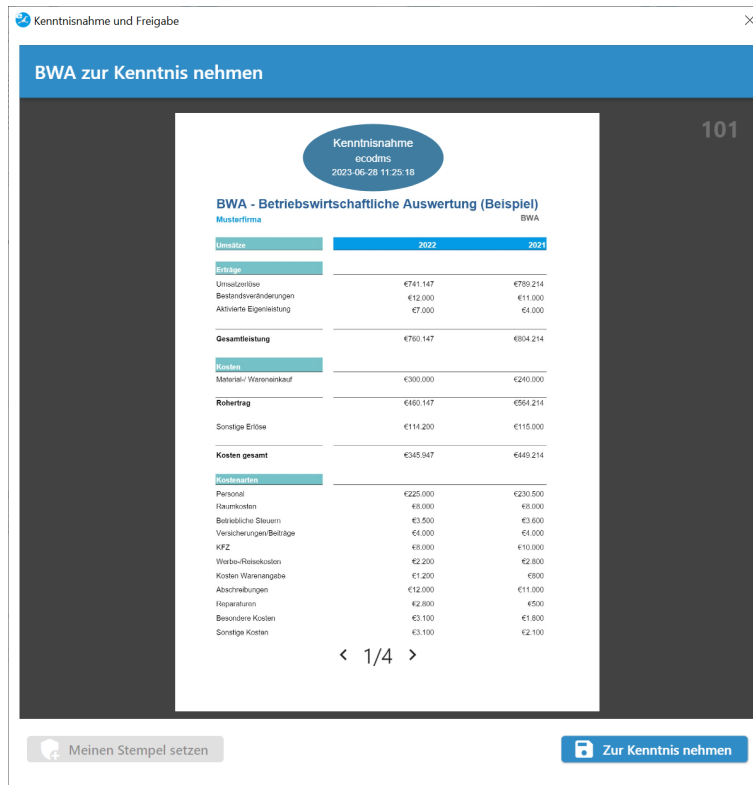 Kenntnisnahme und Freigabe
BWA zur Kenntnis nehmen
101
Kenntnisnahme
ecodms
2023-06-28 11:25:18
BWA - Betriebswirtschaftliche Auswertung (Beispiel)
Musterfirma BWA
Umsätze 2022 2021
Erträge
Umsatzerlöse €741.147 €789.214
Bestandsveränderungen €12.000 €11.000
Aktivierte Eigenleistung €7.000 €4.000
Gesamtleistung €760.147 €804.214
Kosten
Material-/ Wareneinkauf €300.000 €240.000
Rohertrag €460.147 €564.214
Sonstige Erlöse €114.200 €115.000
Kosten gesamt €345.947 €449.214
Kostenarten
Personal €225.000 €230.500
Raumkosten €8.000 €8.000
Betriebliche Steuern €3.500 €3.600
Versicherungen/Beiträge €4.000 €4.000
KFZ €8.000 €10.000
Werbe-/Reisekosten €2.200 €2.800
Kosten Warenangabe €1.200 €800
Abschreibungen €12.000 €11.000
Reparaturen €2.800 €500
Besondere Kosten €3.100 €1.800
Sonstige Kosten €3.100 €2.100
1/4
Meinen Stempel setzen
Zur Kenntnis nehmen